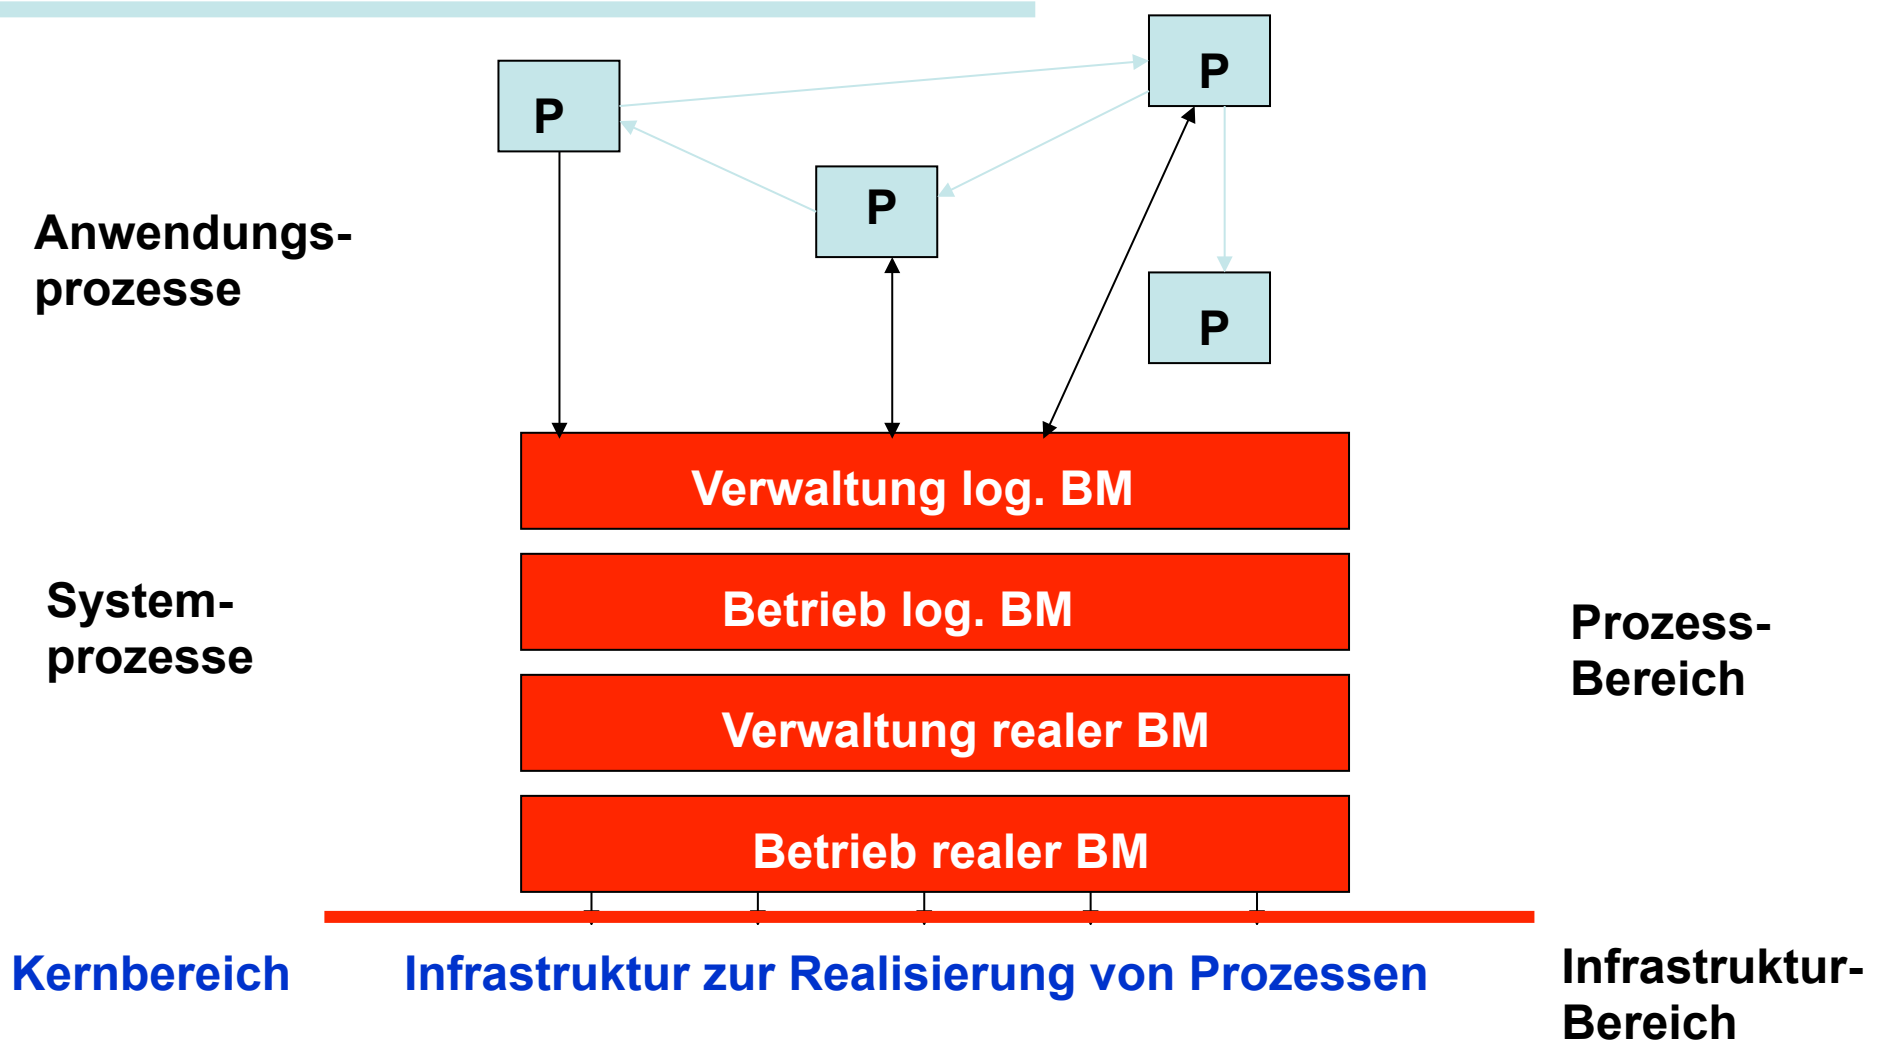 P
P
P
P
Anwendungs-
prozesse
Verwaltung log. BM
Betrieb log. BM
Verwaltung realer BM
Betrieb realer BM
System-
prozesse
Prozess-
Bereich
Kernbereich
Infrastruktur zur Realisierung von Prozessen
Infrastruktur-
Bereich